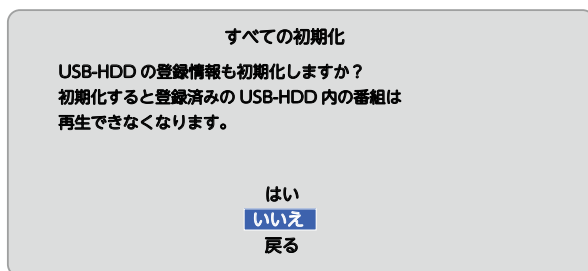 すべての初期化
USB-HDD の登録情報も初期化しますか？
初期化すると登録済みの USB-HDD 内の番組は
再生できなくなります。
はい
いいえ
戻る